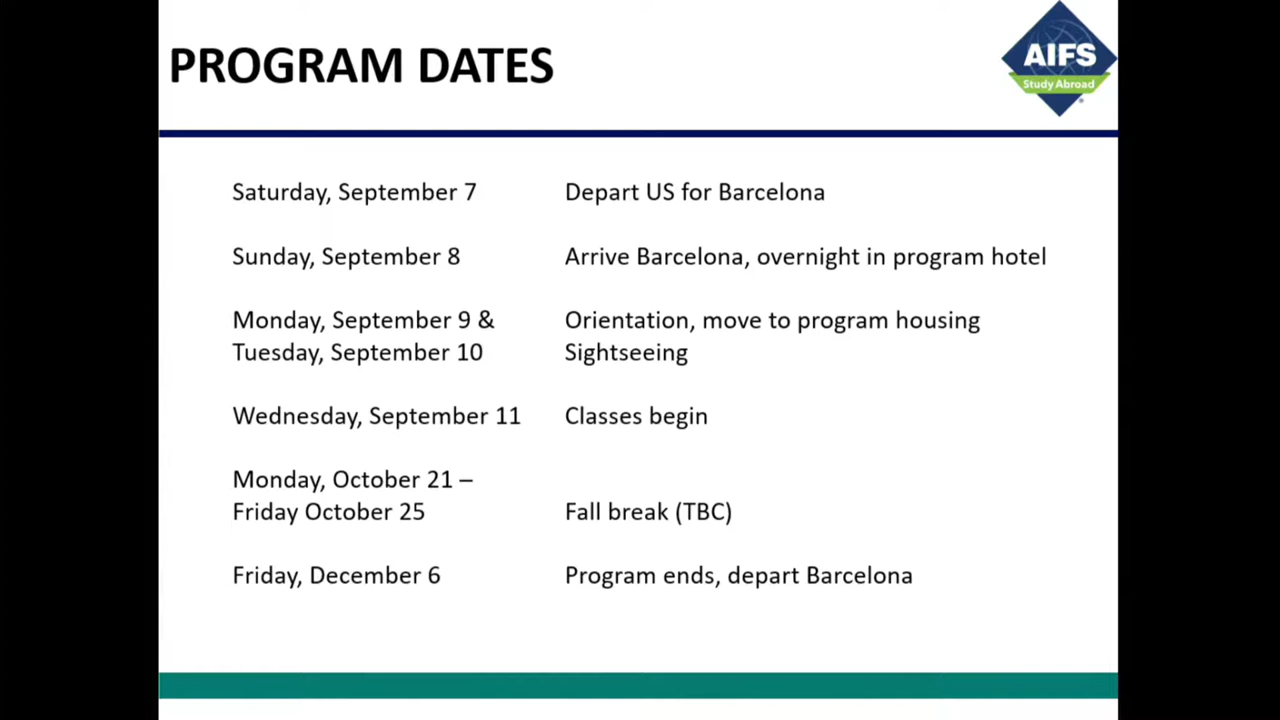 PROGRAM DATES
AIFS
Study Abroad
®
Saturday, September 7 Depart US for Barcelona
Sunday, September 8 Arrive Barcelona, overnight in program hotel
Monday, September 9 & Orientation, move to program housing
Tuesday, September 10 Sightseeing
Wednesday, September 11 Classes begin
Monday, October 21 –
Friday October 25 Fall break (TBC)
Friday, December 6 Program ends, depart Barcelona